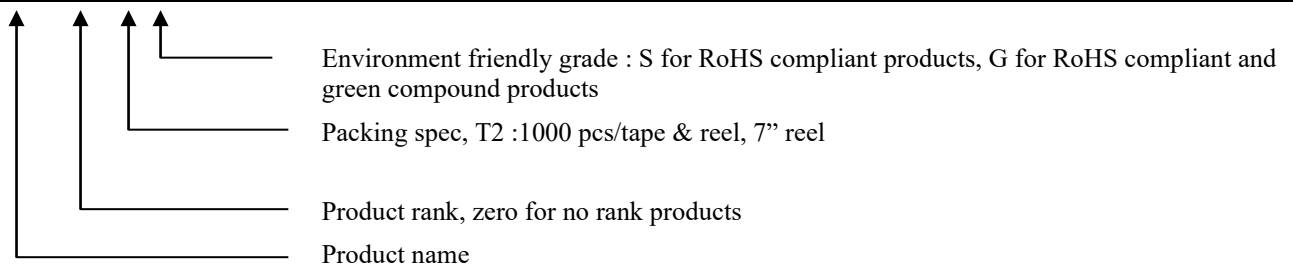 Environment friendly grade : S for RoHS compliant products, G for RoHS compliant and
green compound products
Packing spec, T2 :1000 pcs/tape & reel, 7” reel
Product rank, zero for no rank products
Product name